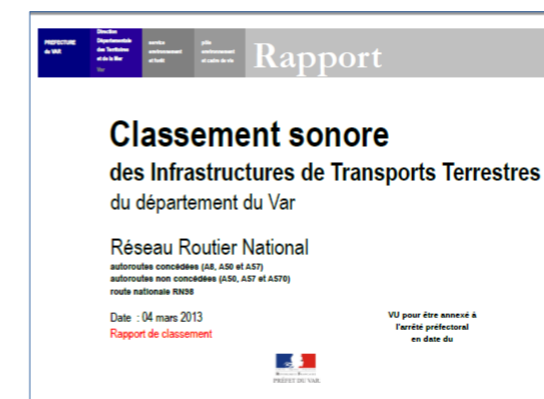 PREFECTURE
du VAR
Direction
Départementale
des Territoires
et de la Mer
Var
service
environnement
et forêt
pôle
environnement
et cadre de vie
Rapport
Classement sonore
des Infrastructures de Transports Terrestres
du département du Var
Réseau Routier National
autoroutes concédées (A8, A50 et A57)
autoroutes non concédées (A50, A57 et A570)
route nationale RN98
Date : 04 mars 2013
Rapport de classement
VU pour être annexé à
l'arrêté préfectoral
en date du
PRÉFET DU VAR